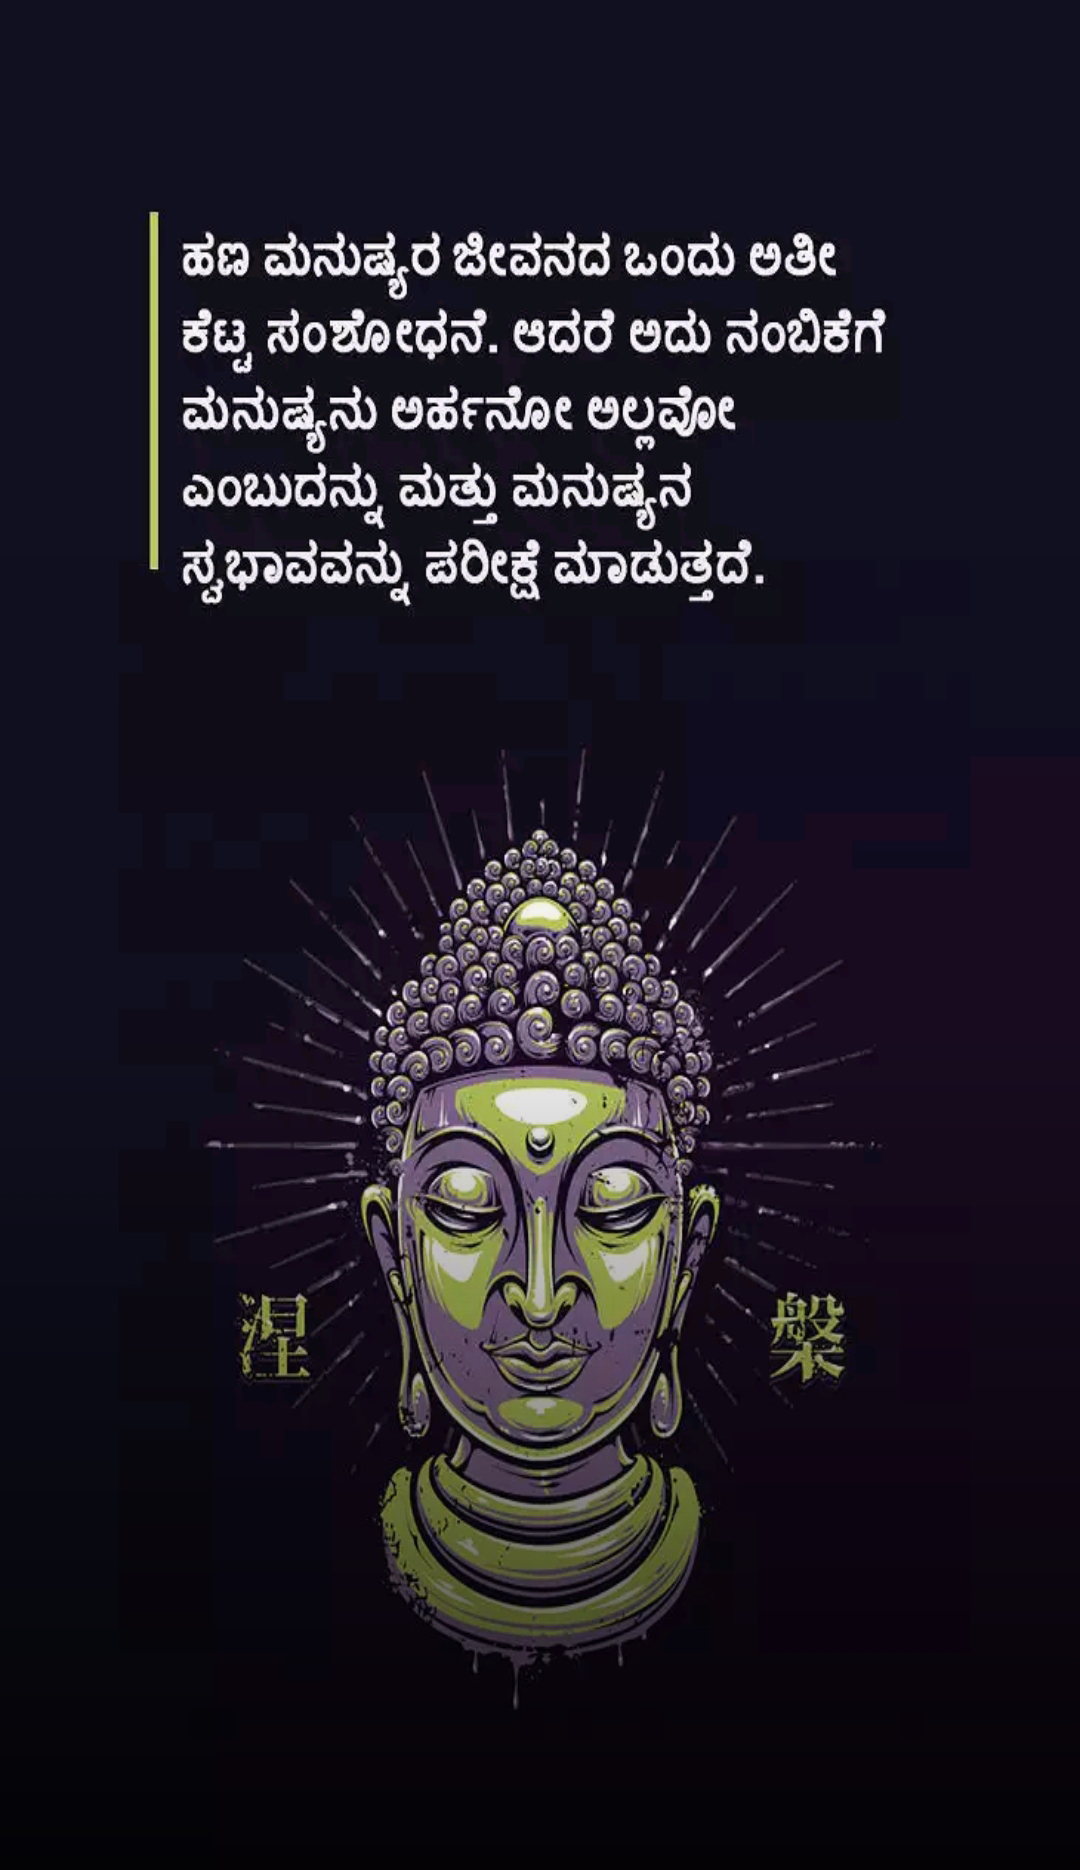 ಹಣ ಮನುಷ್ಯರ ಜೀವನದ ಒಂದು ಅತೀ
ಕೆಟ್ಟ ಸಂಶೋಧನೆ. ಆದರೆ ಅದು ನಂಬಿಕೆಗೆ
ಮನುಷ್ಯನು ಅರ್ಹನೋ ಅಲ್ಲವೋ
ಎಂಬುದನ್ನು ಮತ್ತು ಮನುಷ್ಯನ
ಸ್ವಭಾವವನ್ನು ಪರೀಕ್ಷೆ ಮಾಡುತ್ತದೆ.
涅 槃